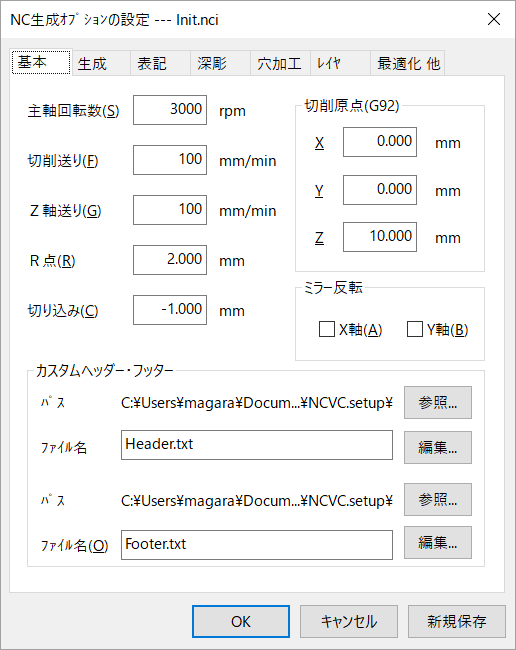 NC生成ｵﾌﾟｼｮﾝの設定 --- Init.nci
基本 生成 表記 深彫 穴加工 ﾚｲﾔ 最適化 他
主軸回転数(S) 3000 rpm
切削送り(F) 100 mm/min
Ｚ軸送り(G) 100 mm/min
Ｒ点(R) 2.000 mm
切り込み(C) -1.000 mm
切削原点(G92)
X 0.000 mm
Y 0.000 mm
Z 10.000 mm
ﾐﾗｰ反転
X軸(A) Y軸(B)
カスタムヘッダー・フッター
ﾊﾟｽ C:¥Users¥magara¥Docum...¥NCVC.setup¥ 参照...
ﾌｧｲﾙ名 Header.txt 編集...
ﾊﾟｽ C:¥Users¥magara¥Docum...¥NCVC.setup¥ 参照...
ﾌｧｲﾙ名(O) Footer.txt 編集...
OK キャンセル 新規保存